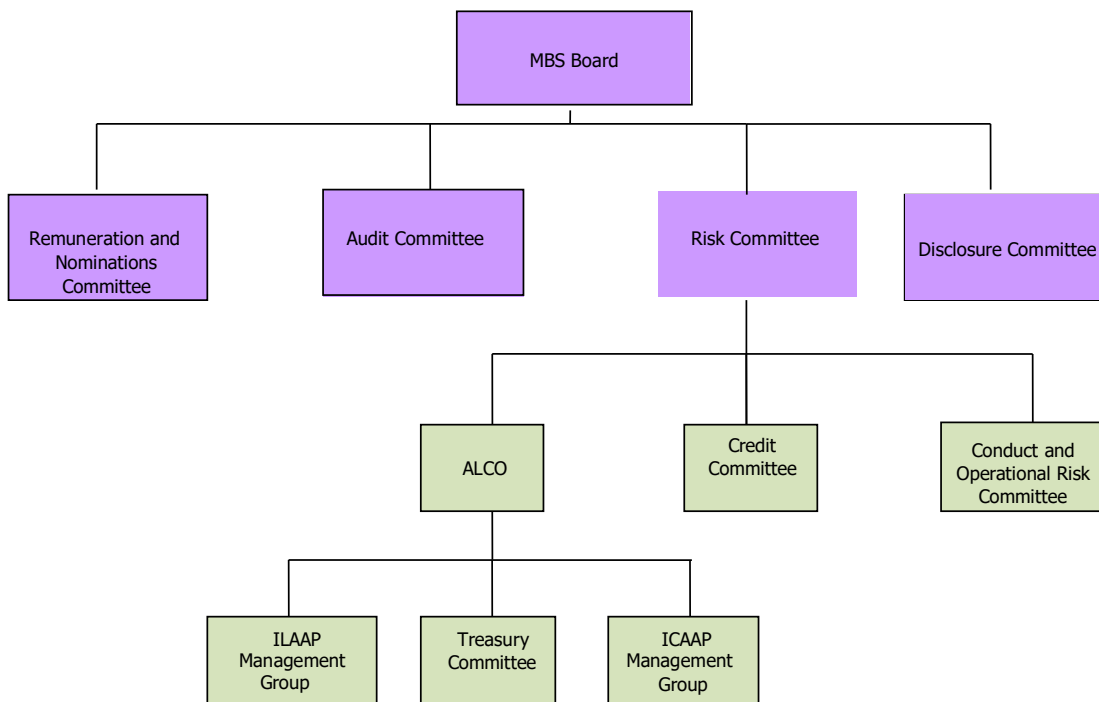 MBS Board
Remuneration and
Nominations
Committee
Audit Committee
Risk Committee
Disclosure Committee
ALCO
Credit
Committee
Conduct and
Operational Risk
Committee
ILAAP
Management
Group
Treasury
Committee
ICAAP
Management
Group